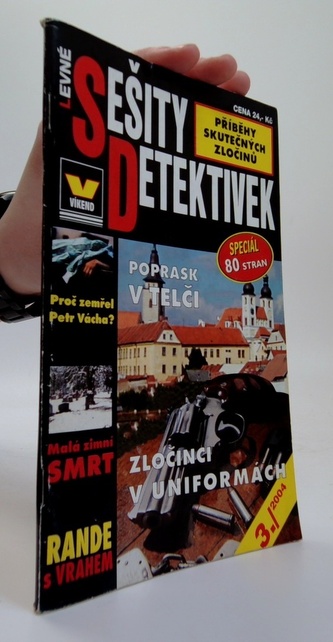 LEVNÉ
SEŠITY
DETEKTIVEK
CENA 24,- Kč
PŘÍBĚHY
SKUTEČNÝCH
ZLOČINŮ
V
VÍKEND
SPECIÁL
80 STRAN
POPRASK
V TELČI
Proč zemřel
Petr Vácha?
Malá zimní
SMRT
ZLOČINCI
V UNIFORMÁCH
RANDE
s VRAHEM
3./2004